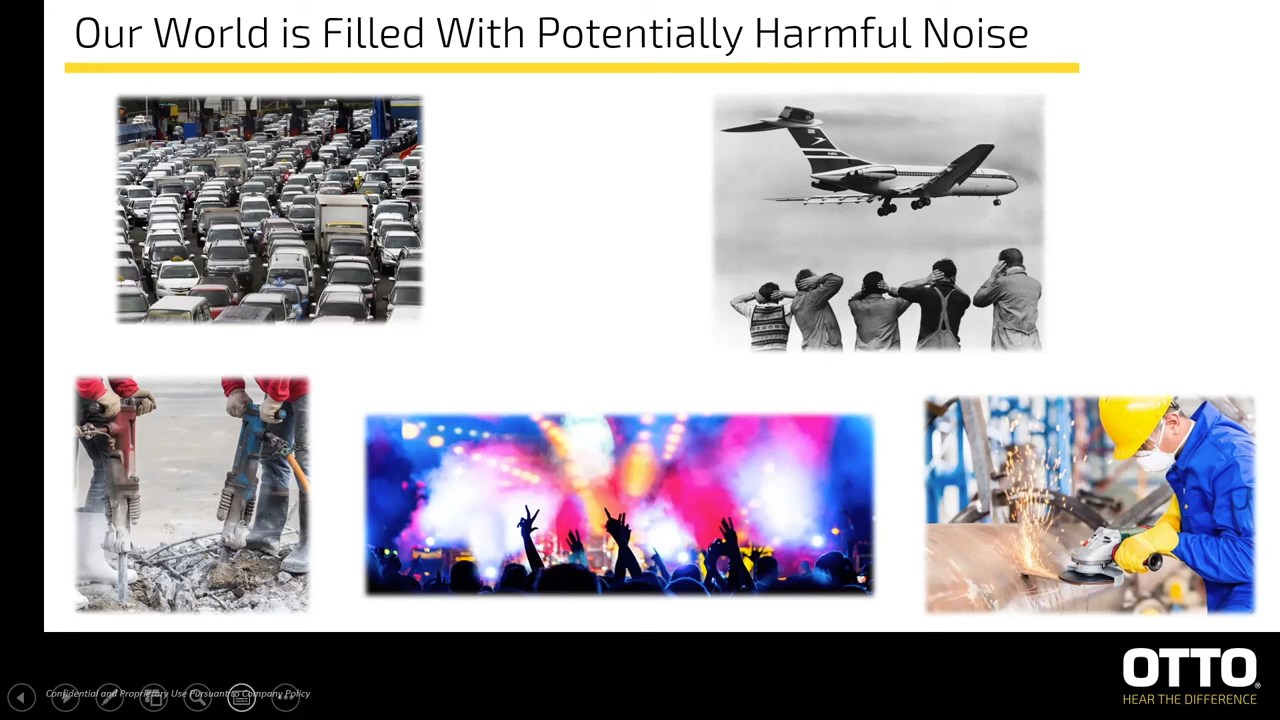 Our World is Filled With Potentially Harmful Noise
Confidential and Proprietary Use Pursuant to Company Policy
OTTO®
HEAR THE DIFFERENCE